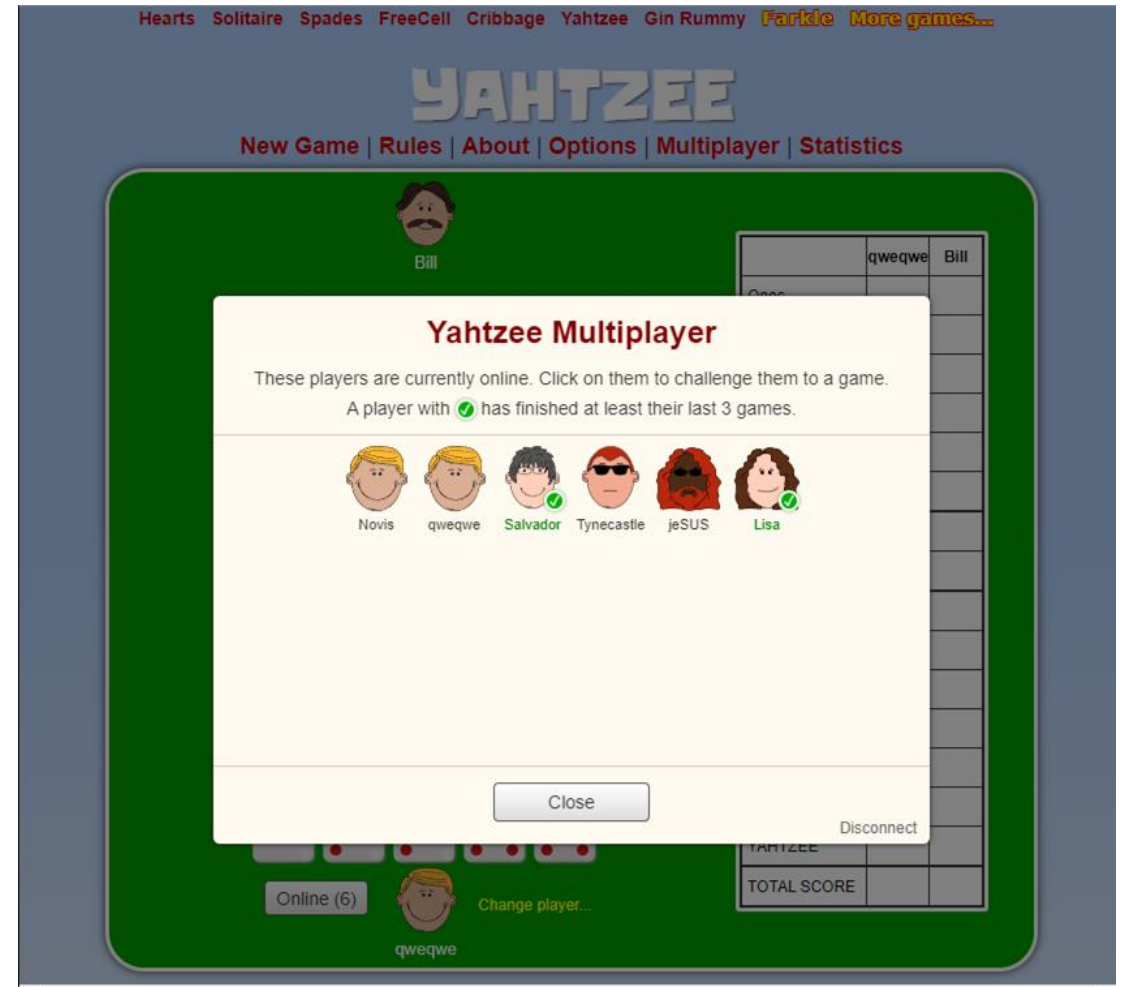 Hearts Solitaire Spades FreeCell Cribbage Yahtzee Gin Rummy Farkle More games...
YAHTZEE
New Game | Rules | About | Options | Multiplayer | Statistics
Bill
qweqwe Bill
Ones
Yahtzee Multiplayer
These players are currently online. Click on them to challenge them to a game.
A player with has finished at least their last 3 games.
Novis qweqwe Salvador Tynecastle jeSUS Lisa
Close
Disconnect
YAHTZEE
TOTAL SCORE
Online (6)
Change player...
qweqwe